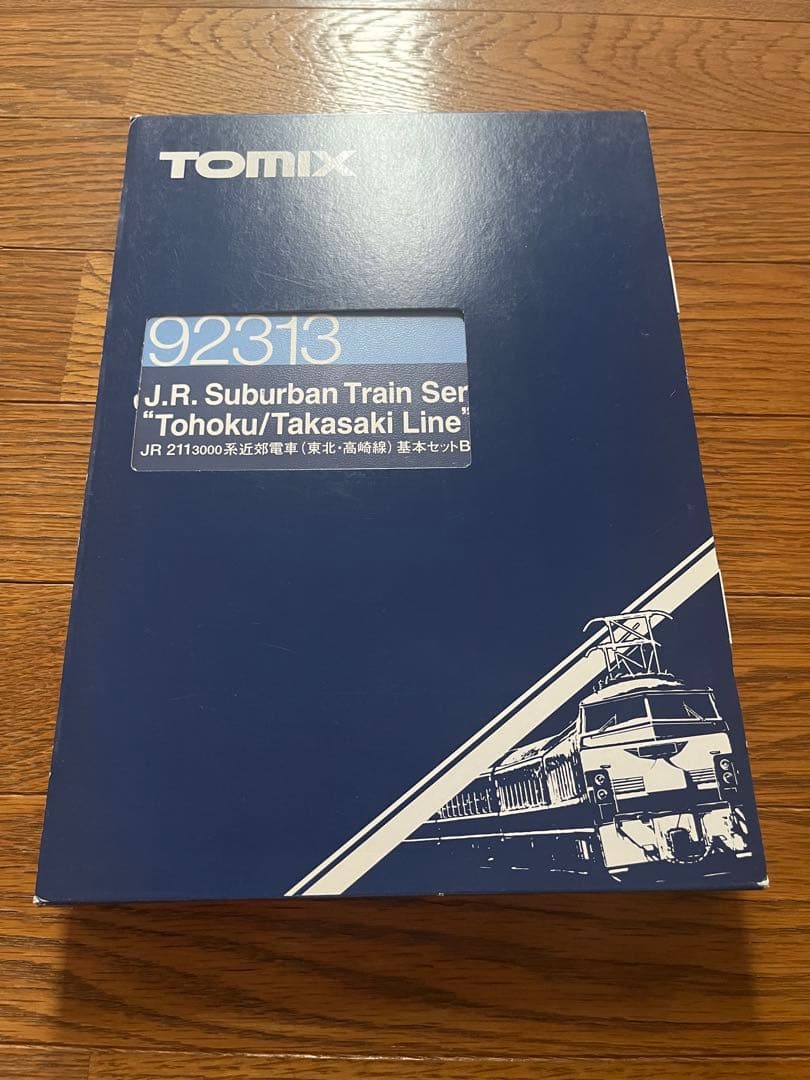 TOMIX
92313
J.R. Suburban Train Ser
“Tohoku/Takasaki Line”
JR 2113000系近郊電車(東北・高崎線)基本セットB